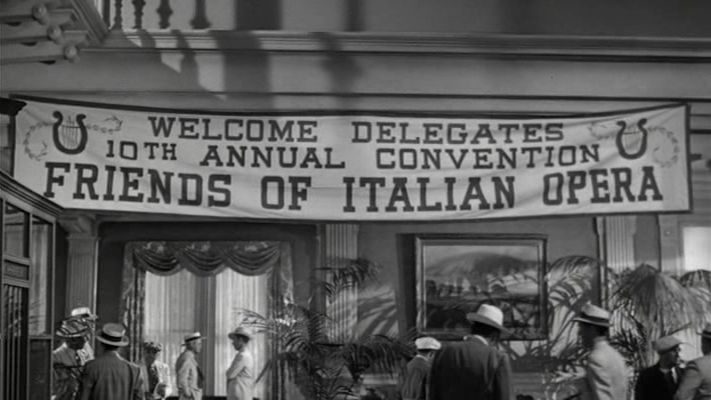 WELCOME DELEGATES
10TH ANNUAL CONVENTION
FRIENDS OF ITALIAN OPERA